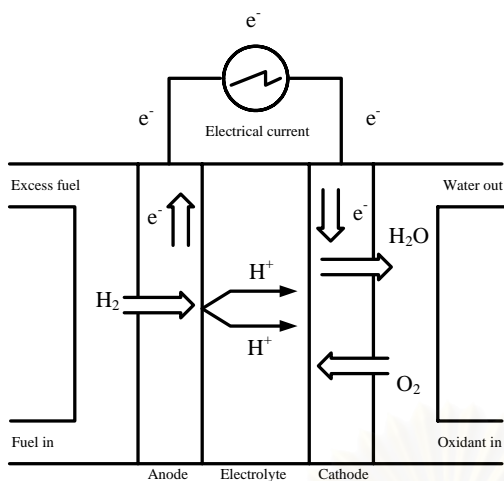 e⁻
e⁻
e⁻
Electrical current
Excess fuel
Water out
e⁻
e⁻
H₂O
H⁺
H₂
H⁺
O₂
Fuel in
Oxidant in
Anode
Electrolyte
Cathode